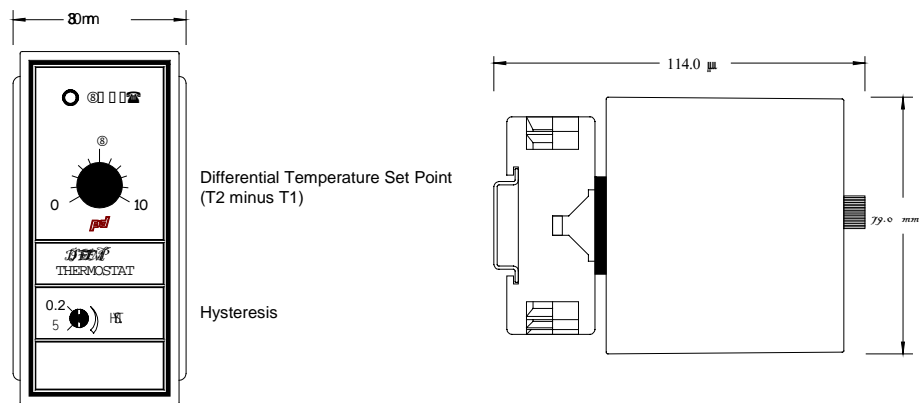 114.0
79.0 mm
0
10
pd
Differential Temperature Set Point
(T2 minus T1)
THERMOSTAT
0.2
5
Hysteresis